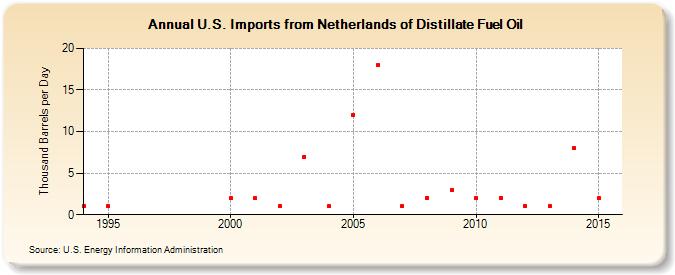 Annual U.S. Imports from Netherlands of Distillate Fuel Oil
Thousand Barrels per Day
20
15
10
5
0
1995 2000 2005 2010 2015
Source: U.S. Energy Information Administration